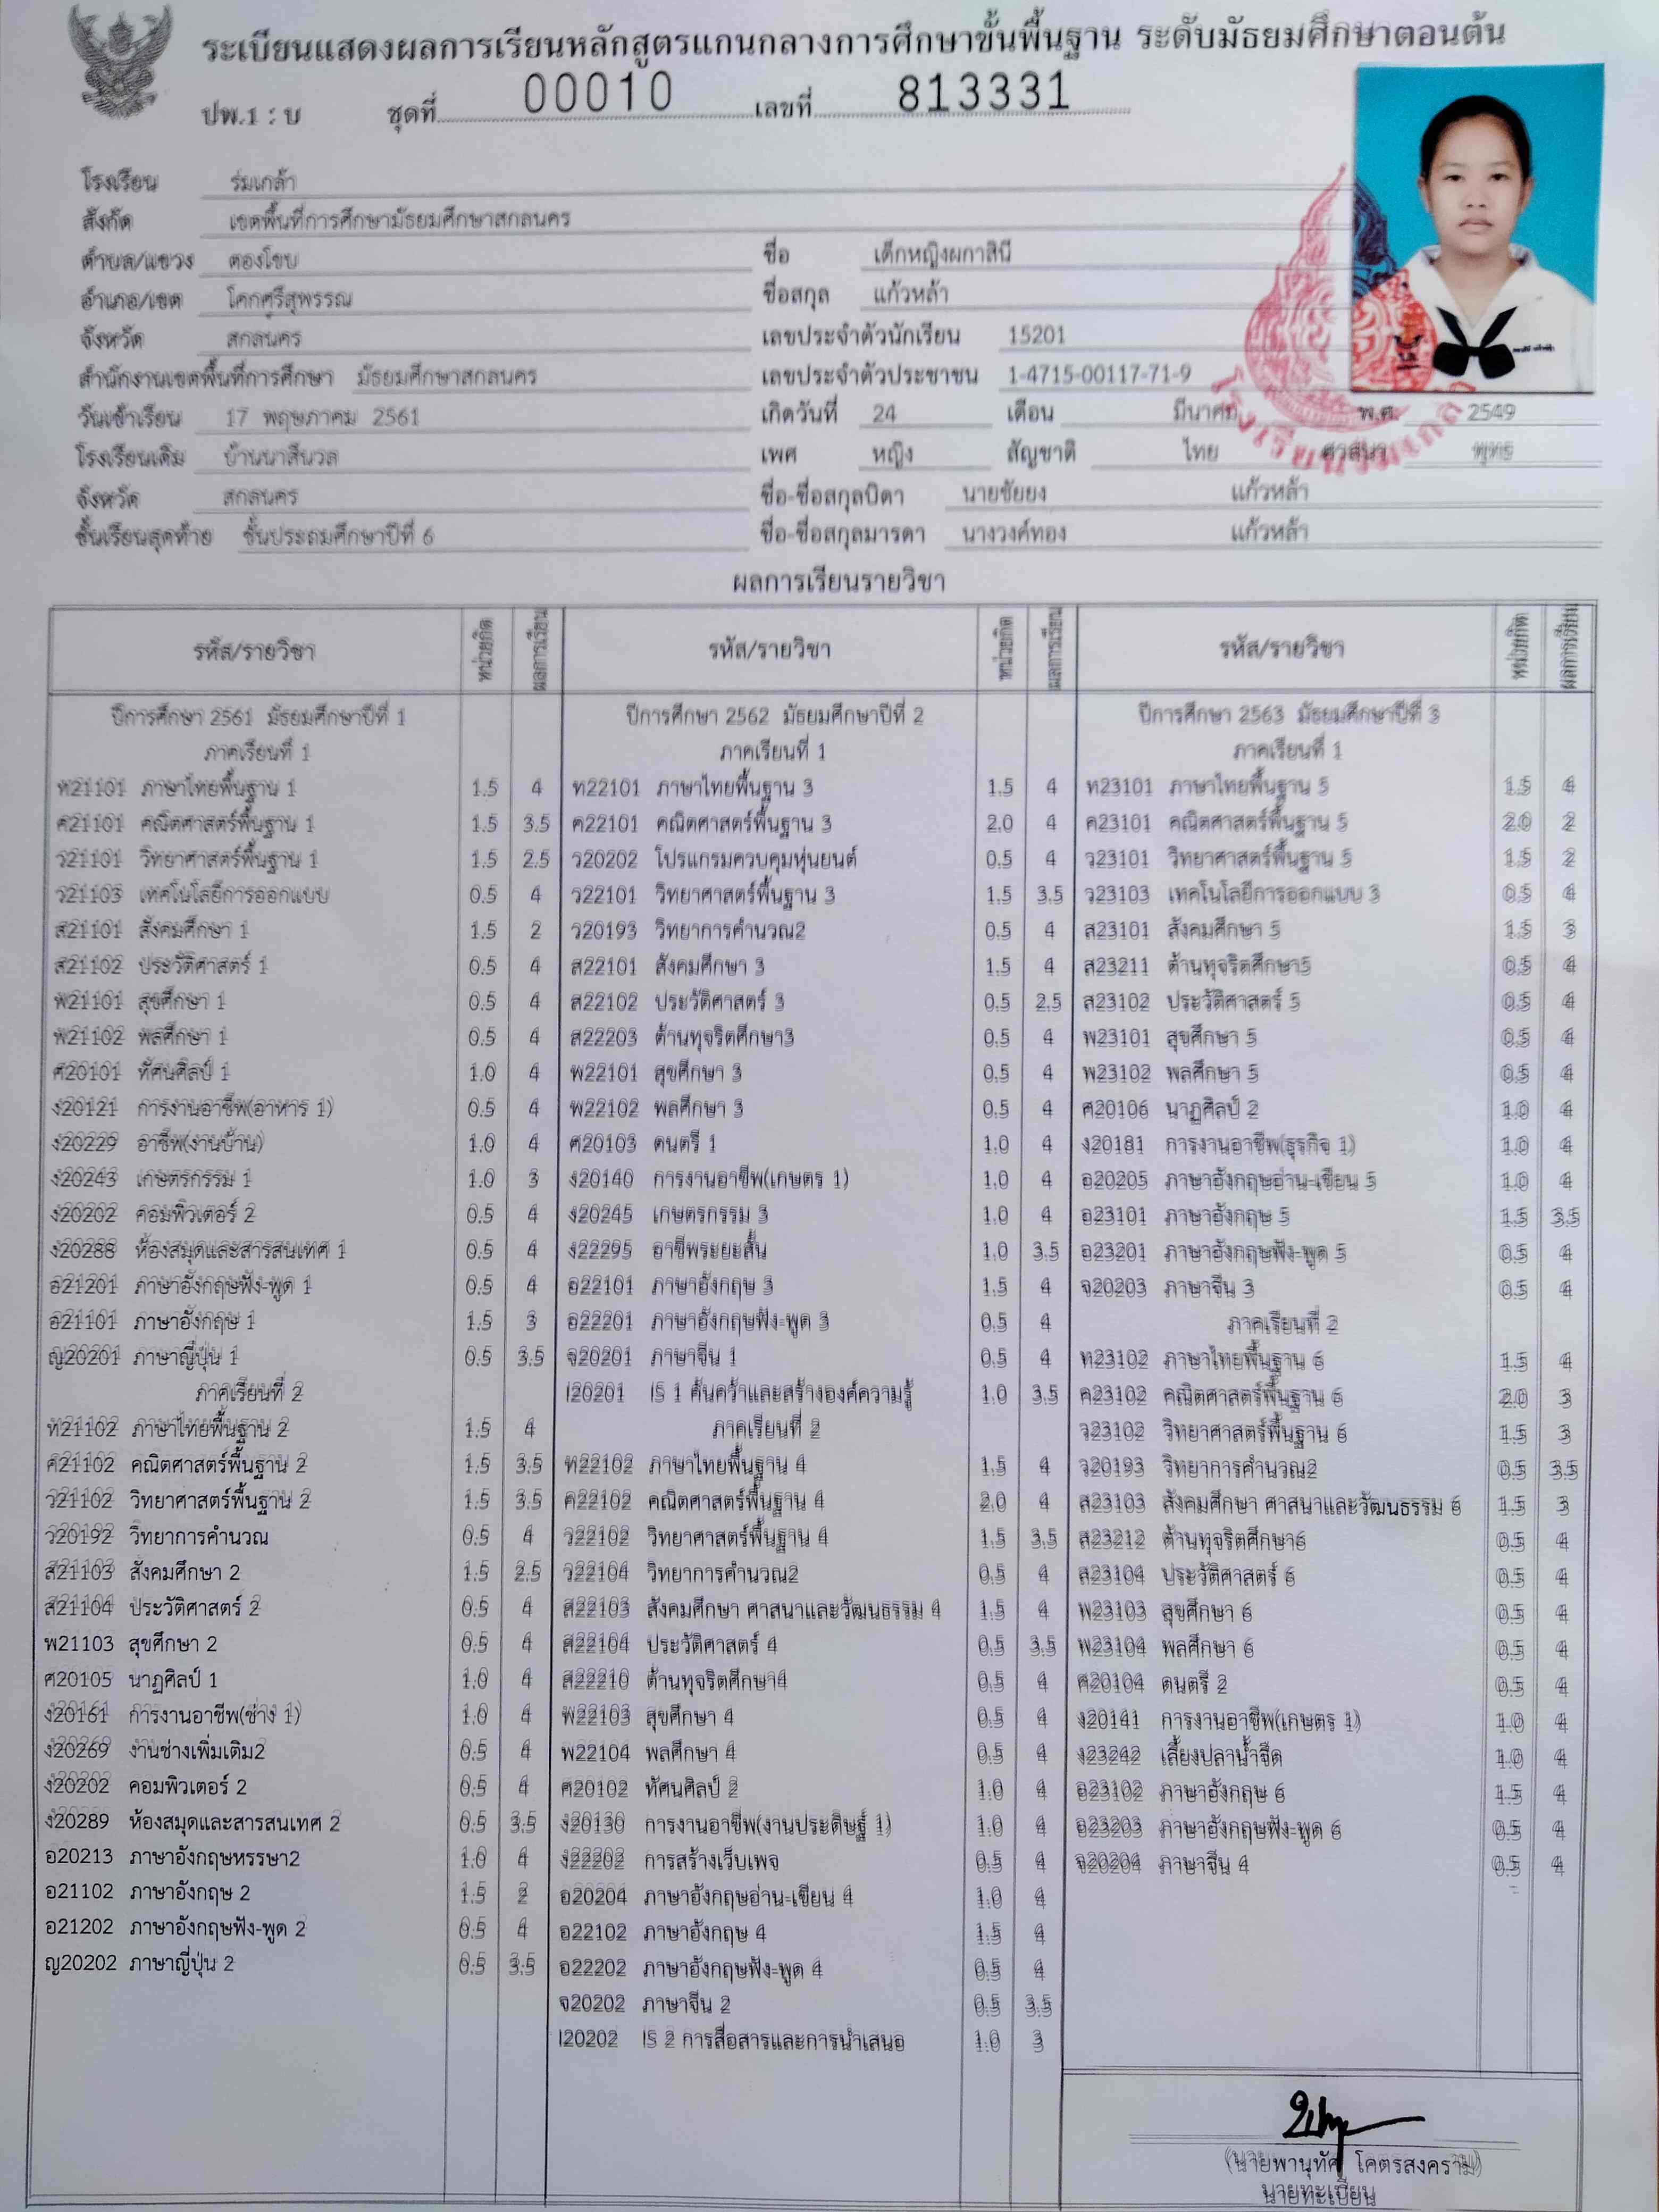 ระเบียนแสดงผลการเรียนหลักสูตรแกนกลางการศึกษาขั้นพื้นฐาน ระดับมัธยมศึกษาตอนต้น
ปพ.1 : บ ชุดที่ 00010 เลขที่ 813331
โรงเรียน ร่มเกล้า
สังกัด เขตพื้นที่การศึกษามัธยมศึกษาสกลนคร
ตำบล/แขวง ตองโขบ
อำเภอ/เขต โคกศรีสุพรรณ
จังหวัด สกลนคร
สำนักงานเขตพื้นที่การศึกษา มัธยมศึกษาสกลนคร
วันเข้าเรียน 17 พฤษภาคม 2561
โรงเรียนเดิม บ้านนาสีนวล
จังหวัด สกลนคร
ชั้นเรียนสุดท้าย ชั้นประถมศึกษาปีที่ 6
ชื่อ เด็กหญิงผกาสินี
ชื่อสกุล แก้วหล้า
เลขประจำตัวนักเรียน 15201
เลขประจำตัวประชาชน 1-4715-00117-71-9
เกิดวันที่ 24 เดือน มีนาคม พ.ศ. 2549
เพศ หญิง สัญชาติ ไทย ศาสนา พุทธ
ชื่อ-ชื่อสกุลบิดา นายชัยยง แก้วหล้า
ชื่อ-ชื่อสกุลมารดา นางวงค์ทอง แก้วหล้า
ผลการเรียนรายวิชา
รหัส/รายวิชา หน่วยกิต ผลการเรียน
ปีการศึกษา 2561 มัธยมศึกษาปีที่ 1
ภาคเรียนที่ 1
ท21101 ภาษาไทยพื้นฐาน 1 1.5 4
ค21101 คณิตศาสตร์พื้นฐาน 1 1.5 3.5
ว21101 วิทยาศาสตร์พื้นฐาน 1 1.5 2.5
ว21103 เทคโนโลยีการออกแบบ 0.5 4
ส21101 สังคมศึกษา 1 1.5 2
ส21102 ประวัติศาสตร์ 1 0.5 4
พ21101 สุขศึกษา 1 0.5 4
พ21102 พลศึกษา 1 0.5 4
ศ20101 ทัศนศิลป์ 1 1.0 4
ง20121 การงานอาชีพ(อาหาร 1) 0.5 4
ง20229 อาชีพ(งานบ้าน) 1.0 4
ง20243 เกษตรกรรม 1 1.0 3
ง20202 คอมพิวเตอร์ 2 0.5 4
ง20288 ห้องสมุดและสารสนเทศ 1 0.5 4
อ21201 ภาษาอังกฤษฟัง-พูด 1 0.5 4
อ21101 ภาษาอังกฤษ 1 1.5 3
ญ20201 ภาษาญี่ปุ่น 1 0.5 3.5
ภาคเรียนที่ 2
ท21102 ภาษาไทยพื้นฐาน 2 1.5 4
ค21102 คณิตศาสตร์พื้นฐาน 2 1.5 3.5
ว21102 วิทยาศาสตร์พื้นฐาน 2 1.5 3.5
ว20192 วิทยาการคำนวณ 0.5 4
ส21103 สังคมศึกษา 2 1.5 2.5
ส21104 ประวัติศาสตร์ 2 0.5 4
พ21103 สุขศึกษา 2 0.5 4
ศ20105 นาฏศิลป์ 1 1.0 4
ง20161 การงานอาชีพ(ช่าง 1) 1.0 4
ง20269 งานช่างเพิ่มเติม2 0.5 4
ง20202 คอมพิวเตอร์ 2 0.5 4
ง20289 ห้องสมุดและสารสนเทศ 2 0.5 3.5
อ20213 ภาษาอังกฤษหรรษา2 1.0 4
อ21102 ภาษาอังกฤษ 2 1.5 2
อ21202 ภาษาอังกฤษฟัง-พูด 2 0.5 4
ญ20202 ภาษาญี่ปุ่น 2 0.5 3.5
รหัส/รายวิชา หน่วยกิต ผลการเรียน
ปีการศึกษา 2562 มัธยมศึกษาปีที่ 2
ภาคเรียนที่ 1
ท22101 ภาษาไทยพื้นฐาน 3 1.5 4
ค22101 คณิตศาสตร์พื้นฐาน 3 2.0 4
ว20202 โปรแกรมควบคุมหุ่นยนต์ 0.5 4
ว22101 วิทยาศาสตร์พื้นฐาน 3 1.5 3.5
ว20193 วิทยาการคำนวณ2 0.5 4
ส22101 สังคมศึกษา 3 1.5 4
ส22102 ประวัติศาสตร์ 3 0.5 2.5
ส22203 ต้านทุจริตศึกษา3 0.5 4
พ22101 สุขศึกษา 3 0.5 4
พ22102 พลศึกษา 3 0.5 4
ศ20103 ดนตรี 1 1.0 4
ง20140 การงานอาชีพ(เกษตร 1) 1.0 4
ง20245 เกษตรกรรม 3 1.0 4
ง22295 อาชีพระยะสั้น 1.0 3.5
อ22101 ภาษาอังกฤษ 3 1.5 4
อ22201 ภาษาอังกฤษฟัง-พูด 3 0.5 4
จ20201 ภาษาจีน 1 0.5 4
I20201 IS 1 ค้นคว้าและสร้างองค์ความรู้ 1.0 3.5
ภาคเรียนที่ 2
ท22102 ภาษาไทยพื้นฐาน 4 1.5 4
ค22102 คณิตศาสตร์พื้นฐาน 4 2.0 4
ว22102 วิทยาศาสตร์พื้นฐาน 4 1.5 3.5
ว22104 วิทยาการคำนวณ2 0.5 4
ส22103 สังคมศึกษา ศาสนาและวัฒนธรรม 4 1.5 4
ส22104 ประวัติศาสตร์ 4 0.5 3.5
ส22210 ต้านทุจริตศึกษา4 0.5 4
พ22103 สุขศึกษา 4 0.5 4
พ22104 พลศึกษา 4 0.5 4
ศ20102 ทัศนศิลป์ 2 1.0 4
ง20130 การงานอาชีพ(งานประดิษฐ์ 1) 1.0 4
ง22202 การสร้างเว็บเพจ 0.5 4
อ20204 ภาษาอังกฤษอ่าน-เขียน 4 1.0 4
อ22102 ภาษาอังกฤษ 4 1.5 4
อ22202 ภาษาอังกฤษฟัง-พูด 4 0.5 4
จ20202 ภาษาจีน 2 0.5 3.5
I20202 IS 2 การสื่อสารและการนำเสนอ 1.0 3
รหัส/รายวิชา หน่วยกิต ผลการเรียน
ปีการศึกษา 2563 มัธยมศึกษาปีที่ 3
ภาคเรียนที่ 1
ท23101 ภาษาไทยพื้นฐาน 5 1.5 4
ค23101 คณิตศาสตร์พื้นฐาน 5 2.0 2
ว23101 วิทยาศาสตร์พื้นฐาน 5 1.5 2
ว23103 เทคโนโลยีการออกแบบ 3 0.5 4
ส23101 สังคมศึกษา 5 1.5 3
ส23211 ต้านทุจริตศึกษา5 0.5 4
ส23102 ประวัติศาสตร์ 5 0.5 4
พ23101 สุขศึกษา 5 0.5 4
พ23102 พลศึกษา 5 0.5 4
ศ20106 นาฏศิลป์ 2 1.0 4
ง20181 การงานอาชีพ(ธุรกิจ 1) 1.0 4
อ20205 ภาษาอังกฤษอ่าน-เขียน 5 1.0 4
อ23101 ภาษาอังกฤษ 5 1.5 3.5
อ23201 ภาษาอังกฤษฟัง-พูด 5 0.5 4
จ20203 ภาษาจีน 3 0.5 4
ภาคเรียนที่ 2
ท23102 ภาษาไทยพื้นฐาน 6 1.5 4
ค23102 คณิตศาสตร์พื้นฐาน 6 2.0 3
ว23102 วิทยาศาสตร์พื้นฐาน 6 1.5 3
ว20193 วิทยาการคำนวณ2 0.5 3.5
ส23103 สังคมศึกษา ศาสนาและวัฒนธรรม 6 1.5 3
ส23212 ต้านทุจริตศึกษา6 0.5 4
ส23104 ประวัติศาสตร์ 6 0.5 4
พ23103 สุขศึกษา 6 0.5 4
พ23104 พลศึกษา 6 0.5 4
ศ20104 ดนตรี 2 0.5 4
ง20141 การงานอาชีพ(เกษตร 1) 1.0 4
ง23242 เลี้ยงปลาน้ำจืด 1.0 4
อ23102 ภาษาอังกฤษ 6 1.5 4
อ23203 ภาษาอังกฤษฟัง-พูด 6 0.5 4
จ20204 ภาษาจีน 4 0.5 4
(นายพานุทัศ โคตรสงคราม)
นายทะเบียน